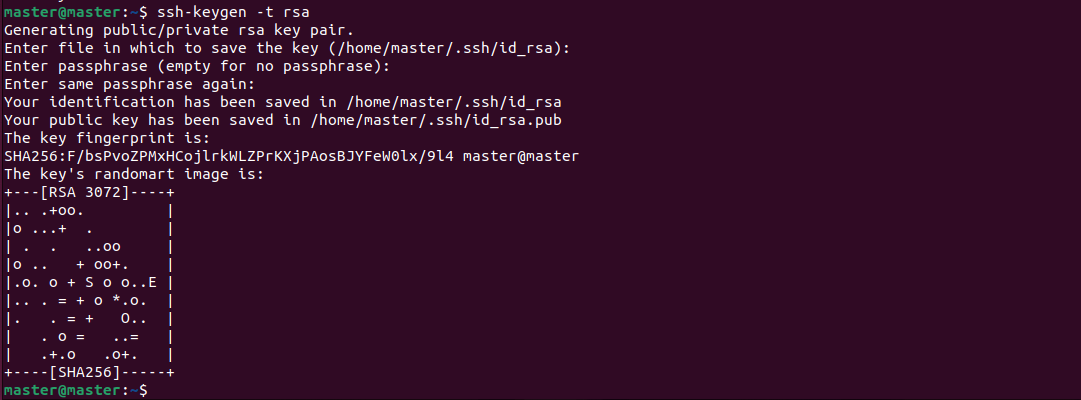 master@master:~$ ssh-keygen -t rsa
Generating public/private rsa key pair.
Enter file in which to save the key (/home/master/.ssh/id_rsa):
Enter passphrase (empty for no passphrase):
Enter same passphrase again:
Your identification has been saved in /home/master/.ssh/id_rsa
Your public key has been saved in /home/master/.ssh/id_rsa.pub
The key fingerprint is:
SHA256:F/bsPvoZPMxHCojlrkWLZPrKXjPAosBJYFeW0lx/9l4 master@master
The key's randomart image is:
+---[RSA 3072]----+
|.. .+oo.         |
|o ...+  .        |
| .  .   ..oo     |
|o ..   + oo+.    |
|.o. o + S o o..E |
|.. . = + o *.o.  |
|.   . = +   O..  |
|   . o =   ..=   |
|   .+.o   .o+.   |
+----[SHA256]-----+
master@master:~$